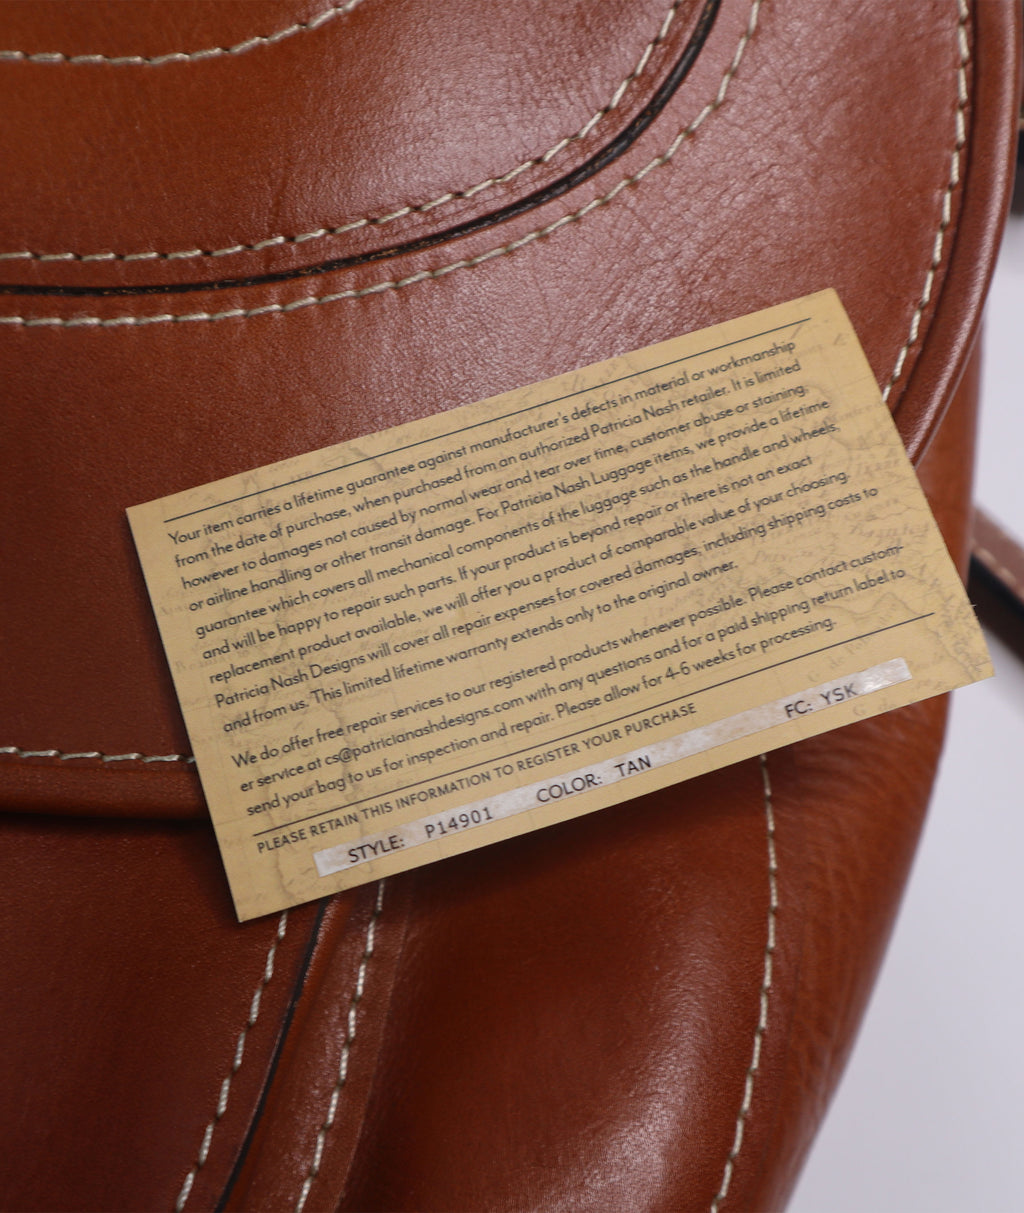 Your item carries a lifetime guarantee against manufacturer's defects in material or workmanship
from the date of purchase, when purchased from an authorized Patricia Nash retailer. It is limited
however to damages not caused by normal wear and tear over time, customer abuse or staining,
or airline handling or other transit damage. For Patricia Nash Luggage items, we provide a lifetime
guarantee which covers all mechanical components of the luggage such as the handle and wheels,
and will be happy to repair such parts. If your product is beyond repair or there is not an exact
replacement product available, we will offer you a product of comparable value of your choosing.
Patricia Nash Designs will cover all repair expenses for covered damages, including shipping costs to
and from us. This limited lifetime warranty extends only to the original owner.
We do offer free repair services to our registered products whenever possible. Please contact custom-
er service at cs@patricianashdesigns.com with any questions and for a paid shipping return label to
send your bag to us for inspection and repair. Please allow for 4-6 weeks for processing.
PLEASE RETAIN THIS INFORMATION TO REGISTER YOUR PURCHASE
STYLE: P14901 COLOR: TAN FC: YSK